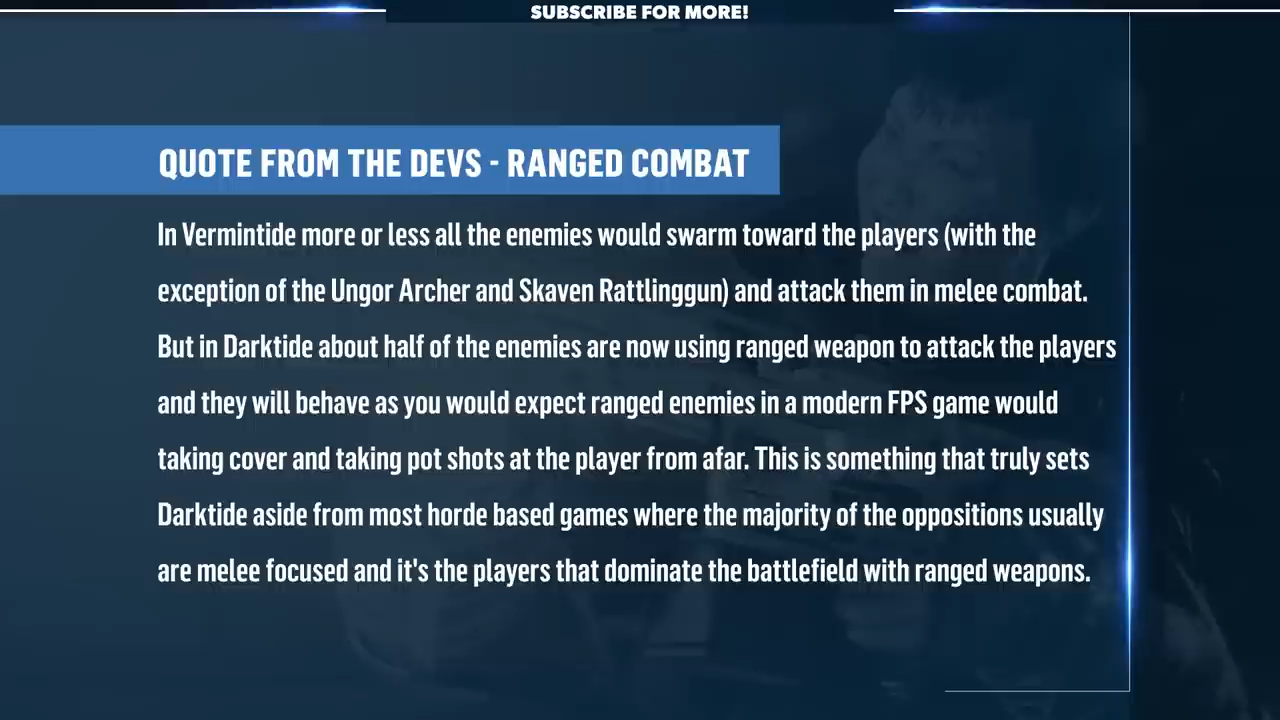 SUBSCRIBE FOR MORE!
QUOTE FROM THE DEVS - RANGED COMBAT
In Vermintide more or less all the enemies would swarm toward the players (with the
exception of the Ungor Archer and Skaven Rattlinggun) and attack them in melee combat.
But in Darktide about half of the enemies are now using ranged weapon to attack the players
and they will behave as you would expect ranged enemies in a modern FPS game would
taking cover and taking pot shots at the player from afar. This is something that truly sets
Darktide aside from most horde based games where the majority of the oppositions usually
are melee focused and it's the players that dominate the battlefield with ranged weapons.